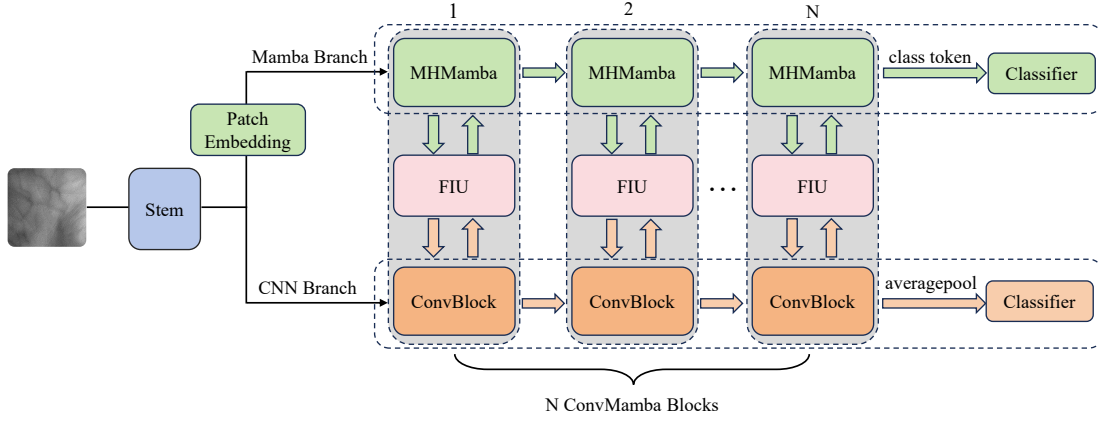 1
2
N
Mamba Branch
MHMamba
MHMamba
MHMamba
class token
Classifier
Patch
Embedding
Stem
FIU
FIU
...
FIU
CNN Branch
ConvBlock
ConvBlock
ConvBlock
averagepool
Classifier
N ConvMamba Blocks